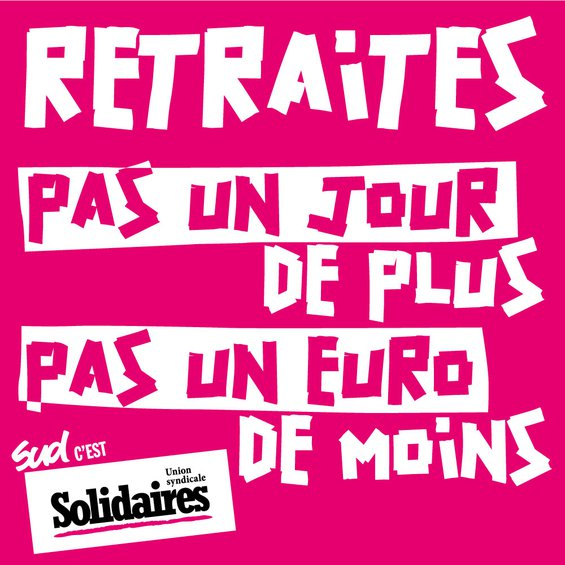 RETRAiTES
PAS UN JOUR
DE PLUS
PAS UN EURO
DE MOiNS
Sud C'EST
Union
syndicale
Solidaires